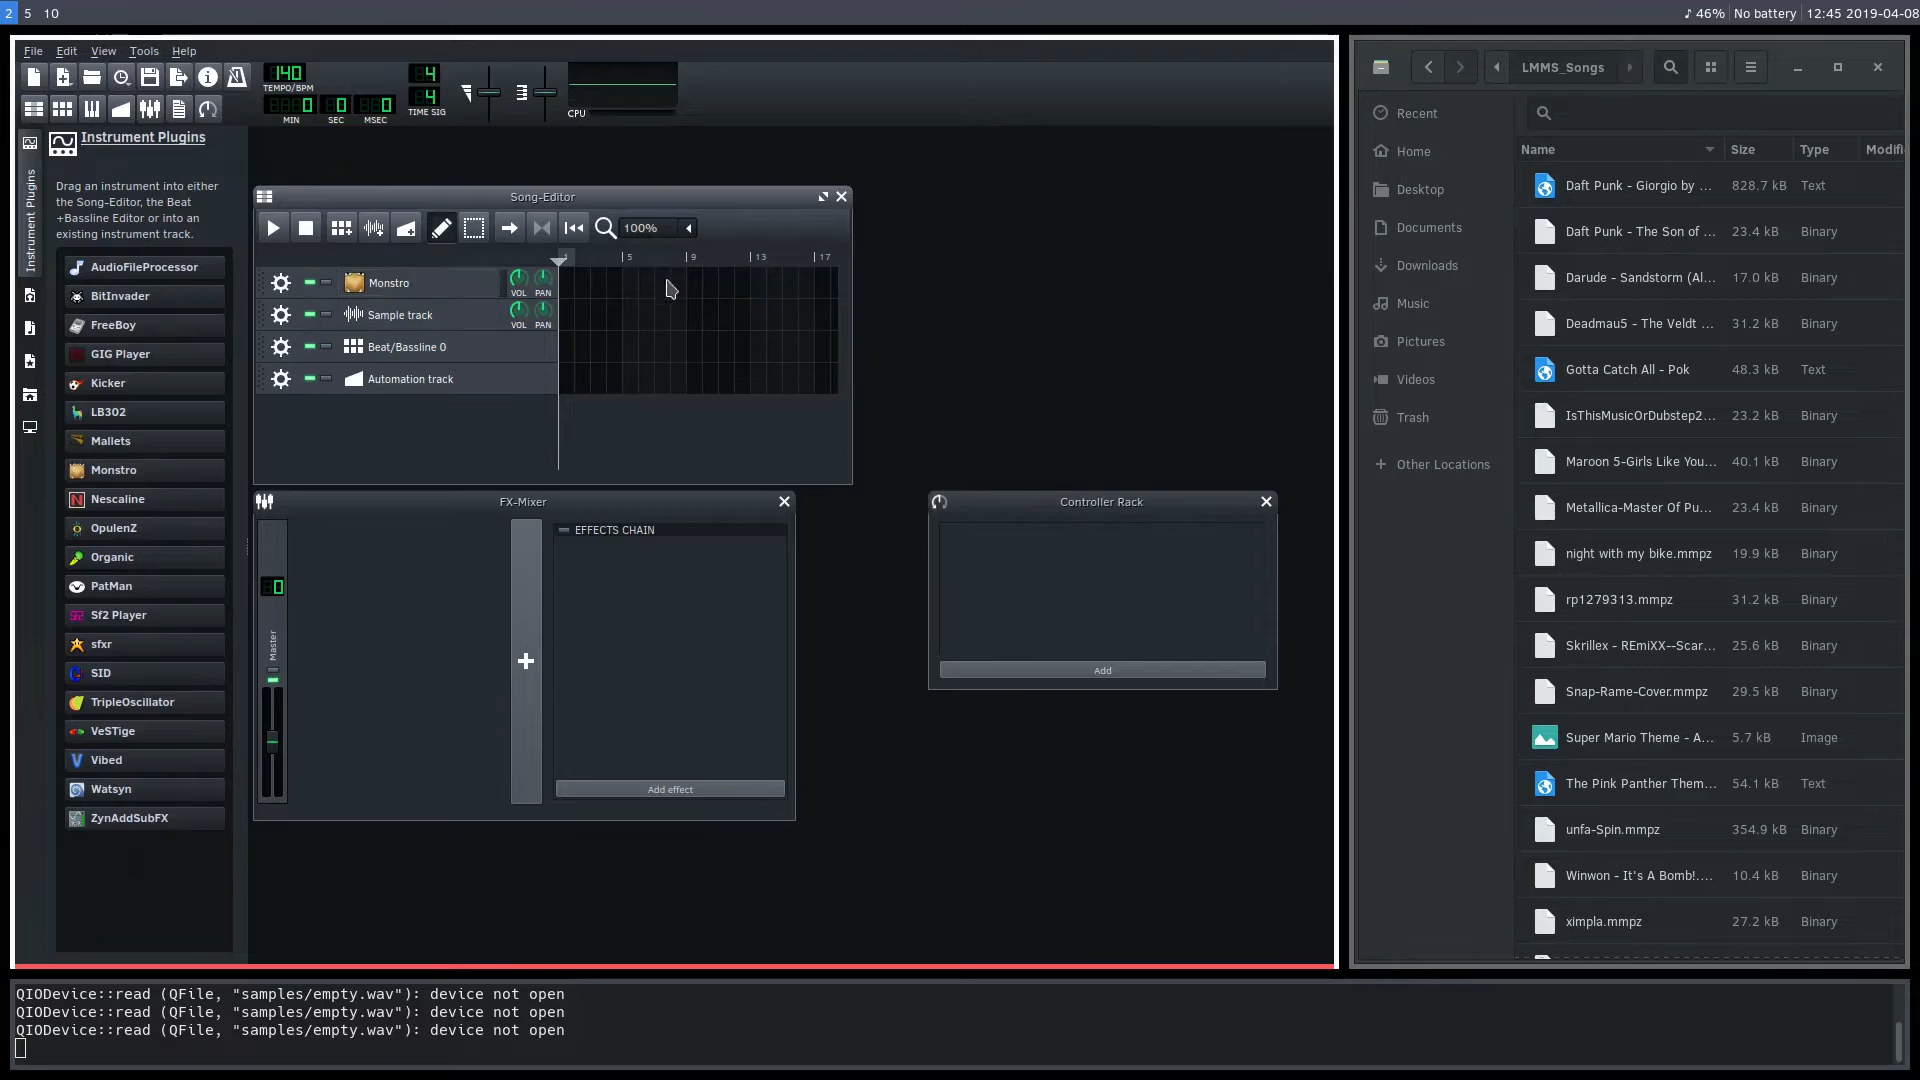 2 5 10
♪ 46% No battery 12:45 2019-04-08
File Edit View Tools Help
140
TEMPO/BPM
0 0 0
MIN SEC MSEC
4
4
TIME SIG
CPU
Instrument Plugins
Instrument Plugins
Drag an instrument into either
the Song-Editor, the Beat
+Bassline Editor or into an
existing instrument track.
AudioFileProcessor
BitInvader
FreeBoy
GIG Player
Kicker
LB302
Mallets
Monstro
Nescaline
OpulenZ
Organic
PatMan
Sf2 Player
sfxr
SID
TripleOscillator
VeSTige
Vibed
Watsyn
ZynAddSubFX
Song-Editor
100%
1 5 9 13 17
Monstro VOL PAN
Sample track VOL PAN
Beat/Bassline 0
Automation track
FX-Mixer
0
Master
EFFECTS CHAIN
Add effect
Controller Rack
Add
LMMS_Songs
Recent
Home
Desktop
Documents
Downloads
Music
Pictures
Videos
Trash
Other Locations
Name Size Type Modifi
Daft Punk - Giorgio by ... 828.7 kB Text
Daft Punk - The Son of ... 23.4 kB Binary
Darude - Sandstorm (Al... 17.0 kB Binary
Deadmau5 - The Veldt ... 31.2 kB Binary
Gotta Catch All - Pok 48.3 kB Text
IsThisMusicOrDubstep2... 23.2 kB Binary
Maroon 5-Girls Like You... 40.1 kB Binary
Metallica-Master Of Pu... 23.4 kB Binary
night with my bike.mmpz 19.9 kB Binary
rp1279313.mmpz 31.2 kB Binary
Skrillex - REmiXX--Scar... 25.6 kB Binary
Snap-Rame-Cover.mmpz 29.5 kB Binary
Super Mario Theme - A... 5.7 kB Image
The Pink Panther Them... 54.1 kB Text
unfa-Spin.mmpz 354.9 kB Binary
Winwon - It's A Bomb!.... 10.4 kB Binary
ximpla.mmpz 27.2 kB Binary
QIODevice::read (QFile, "samples/empty.wav"): device not open
QIODevice::read (QFile, "samples/empty.wav"): device not open
QIODevice::read (QFile, "samples/empty.wav"): device not open